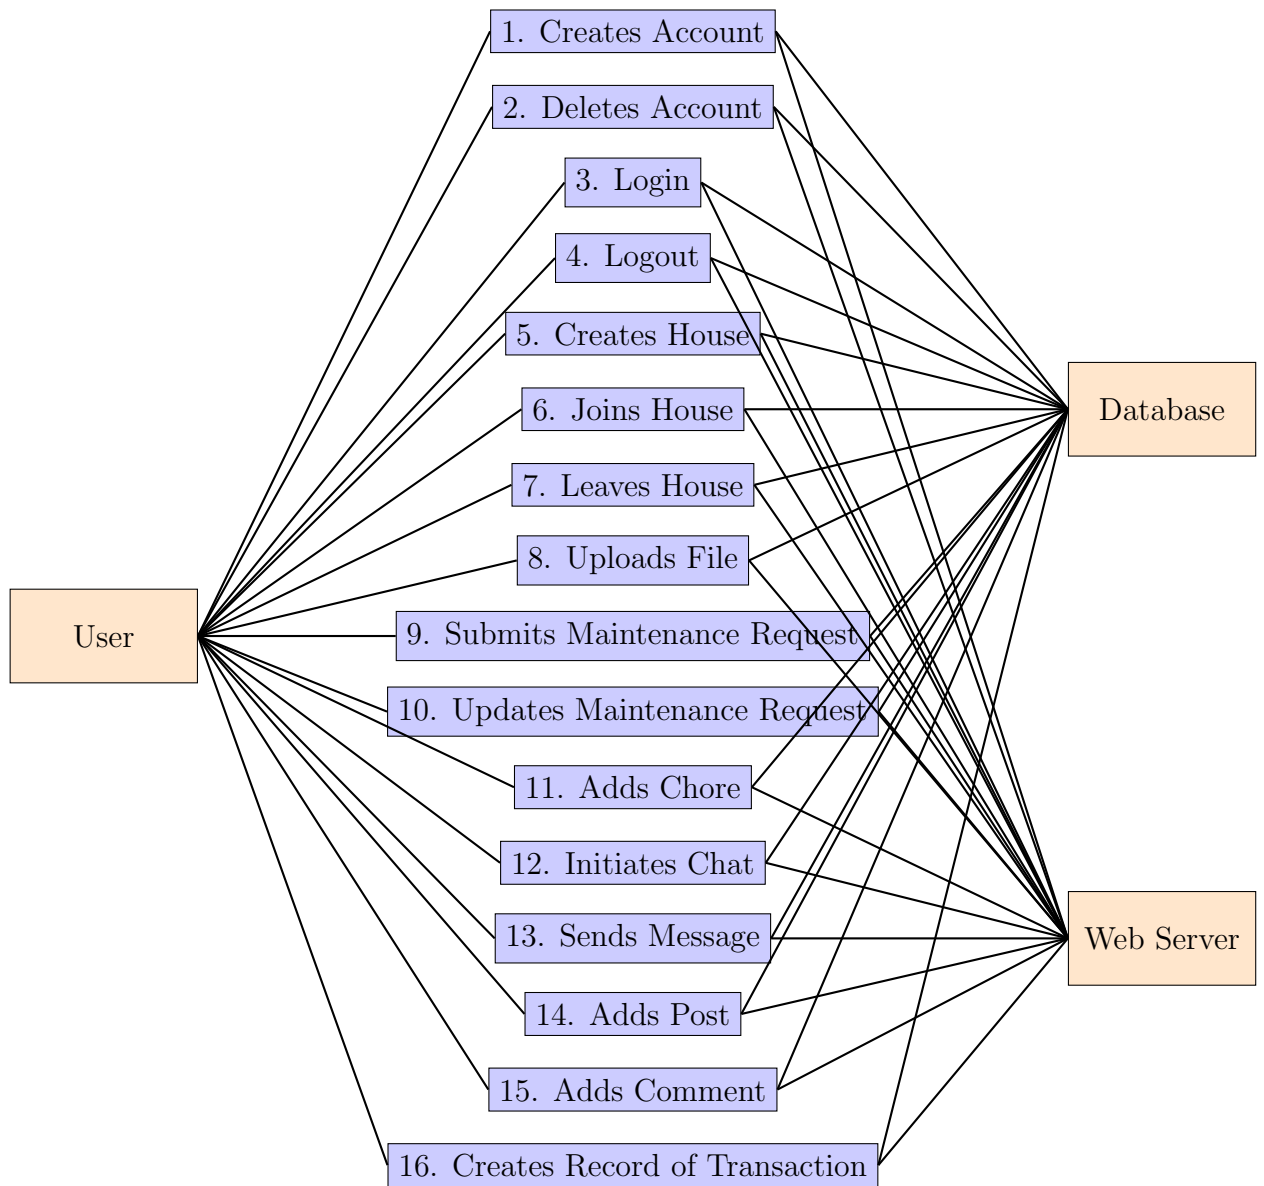 1. Creates Account
2. Deletes Account
3. Login
4. Logout
5. Creates House
6. Joins House
Database
7. Leaves House
8. Uploads File
User
9. Submits Maintenance Request
10. Updates Maintenance Request
11. Adds Chore
12. Initiates Chat
13. Sends Message
Web Server
14. Adds Post
15. Adds Comment
16. Creates Record of Transaction